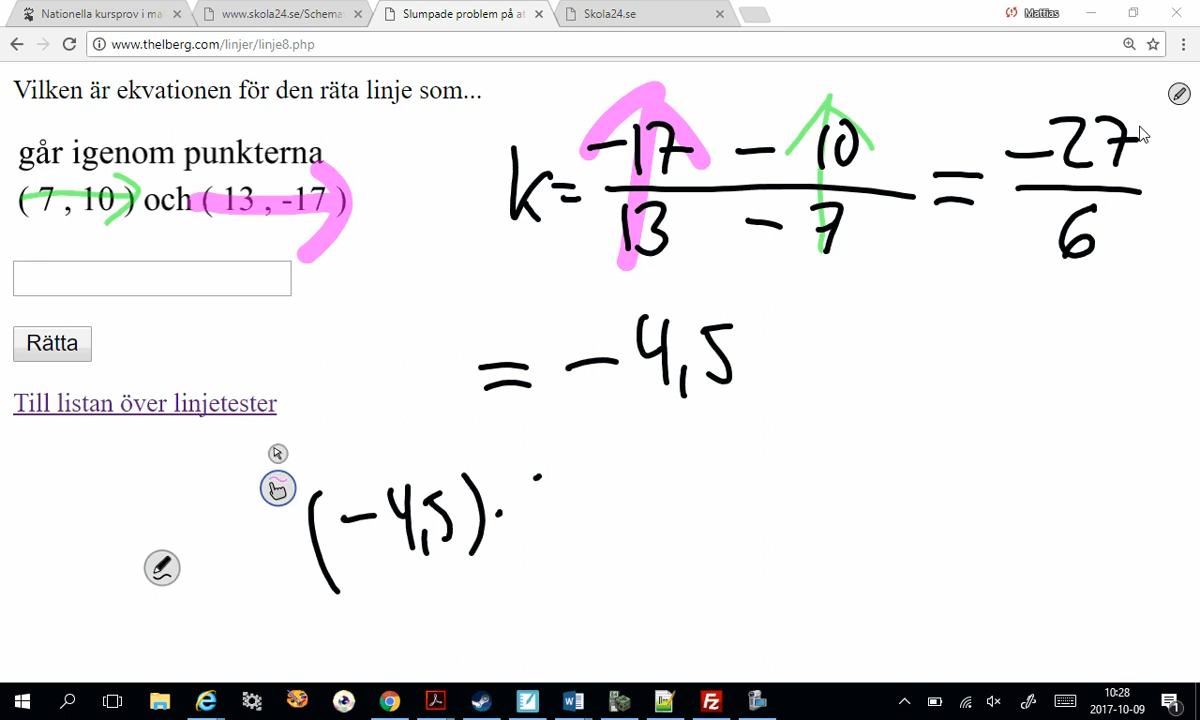 Nationella kursprov i ma
www.skola24.se/Schema
Slumpade problem på at
Skola24.se
Mattias
www.thelberg.com/linjer/linje8.php
Vilken är ekvationen för den räta linje som...
går igenom punkterna
( 7 , 10 ) och ( 13 , -17 )
k = -17 - 10 / 13 - 7 = -27 / 6
Rätta
= -4,5
Till listan över linjetester
(-4,5) ·
10:28
2017-10-09
1